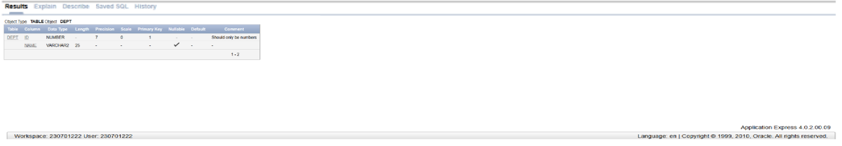 Results Explain Describe Saved SQL History
Object Type TABLE Object DEPT
Table Column Data Type Length Precision Scale Primary Key Nullable Default Comment
DEPT ID NUMBER - 7 0 1 - - Should only be numbers
NAME VARCHAR2 25 - - - ✓ - -
1 - 2
Application Express 4.0.2.00.09
Workspace: 230701222 User: 230701222
Language: en | Copyright © 1999, 2010, Oracle. All rights reserved.